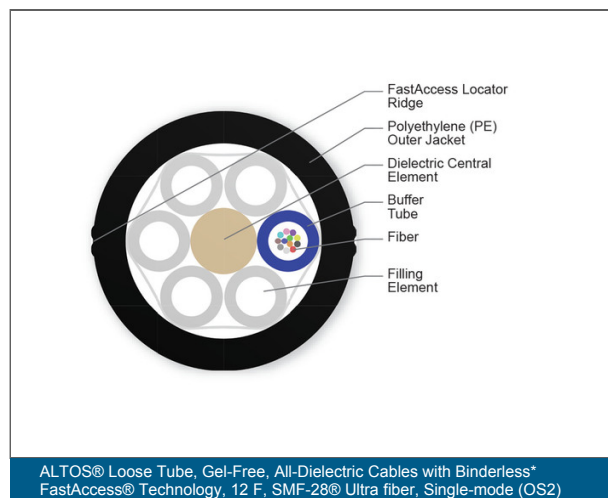 FastAccess Locator
Ridge
Polyethylene (PE)
Outer Jacket
Dielectric Central
Element
Buffer
Tube
Fiber
Filling
Element
ALTOS® Loose Tube, Gel-Free, All-Dielectric Cables with Binderless*
FastAccess® Technology, 12 F, SMF-28® Ultra fiber, Single-mode (OS2)